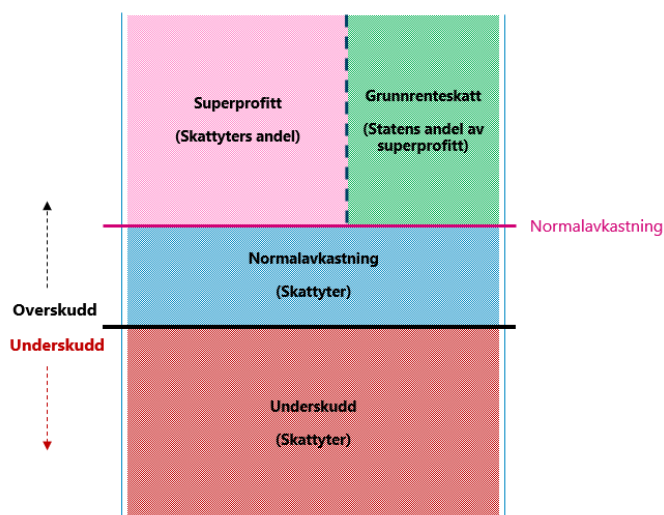 Superprofitt
(Skattyters andel)
Grunnrenteskatt
(Statens andel av
superprofitt)
Normalavkastning
Normalavkastning
(Skattyter)
Overskudd
Underskudd
Underskudd
(Skattyter)